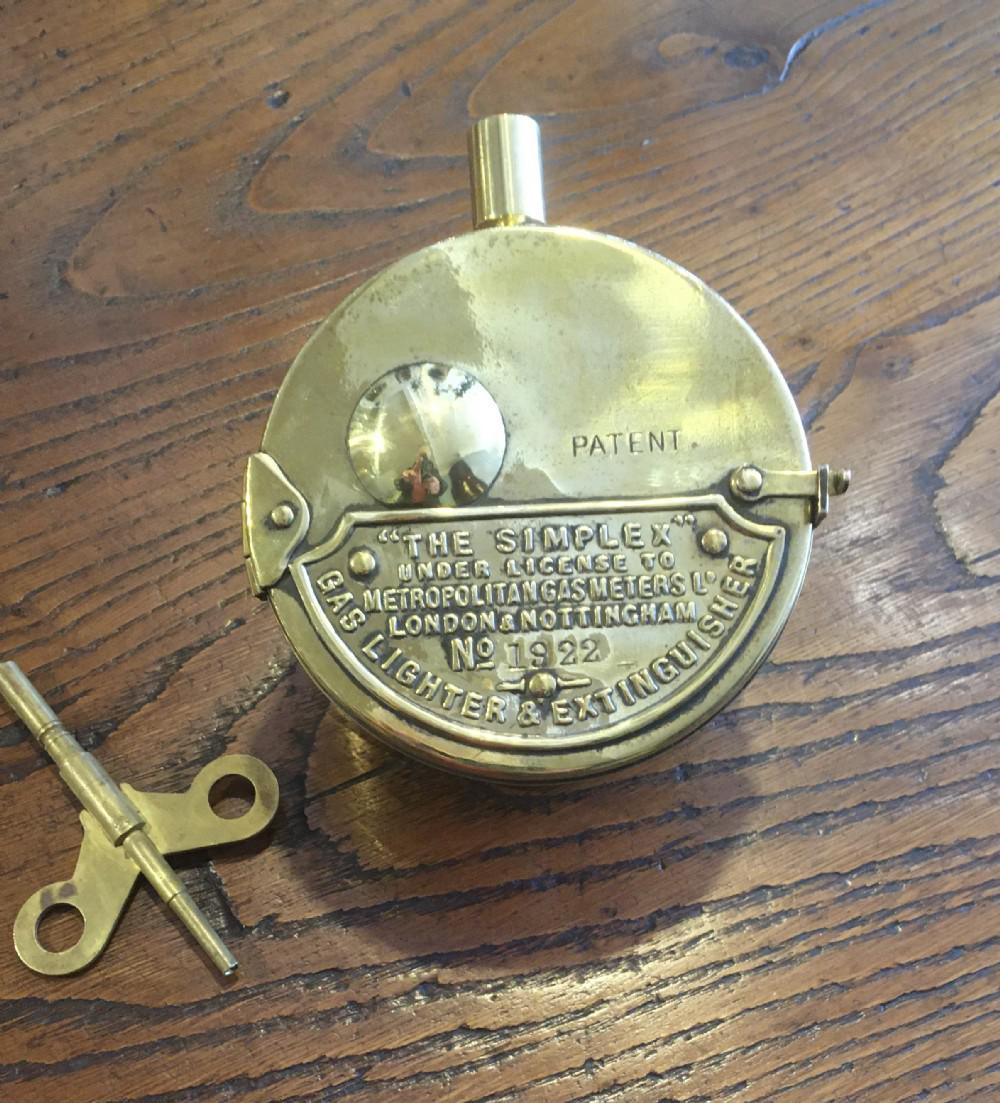 PATENT.
"THE SIMPLEX"
UNDER LICENSE TO
METROPOLITAN GAS METERS LD
LONDON & NOTTINGHAM
No 1922
GAS LIGHTER & EXTINGUISHER